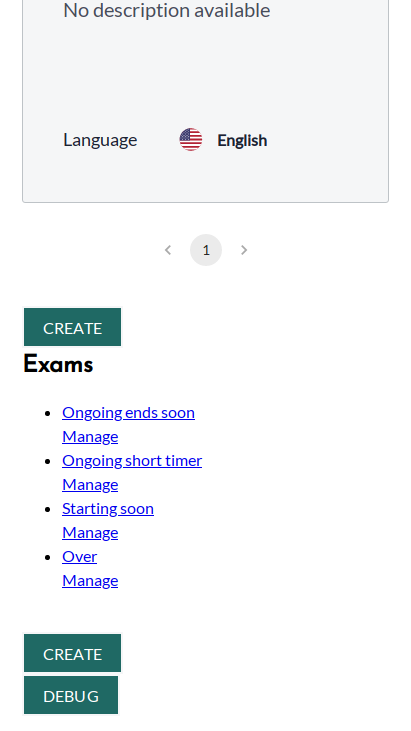 No description available
Language English
1
CREATE
Exams
Ongoing ends soon
Manage
Ongoing short timer
Manage
Starting soon
Manage
Over
Manage
CREATE
DEBUG